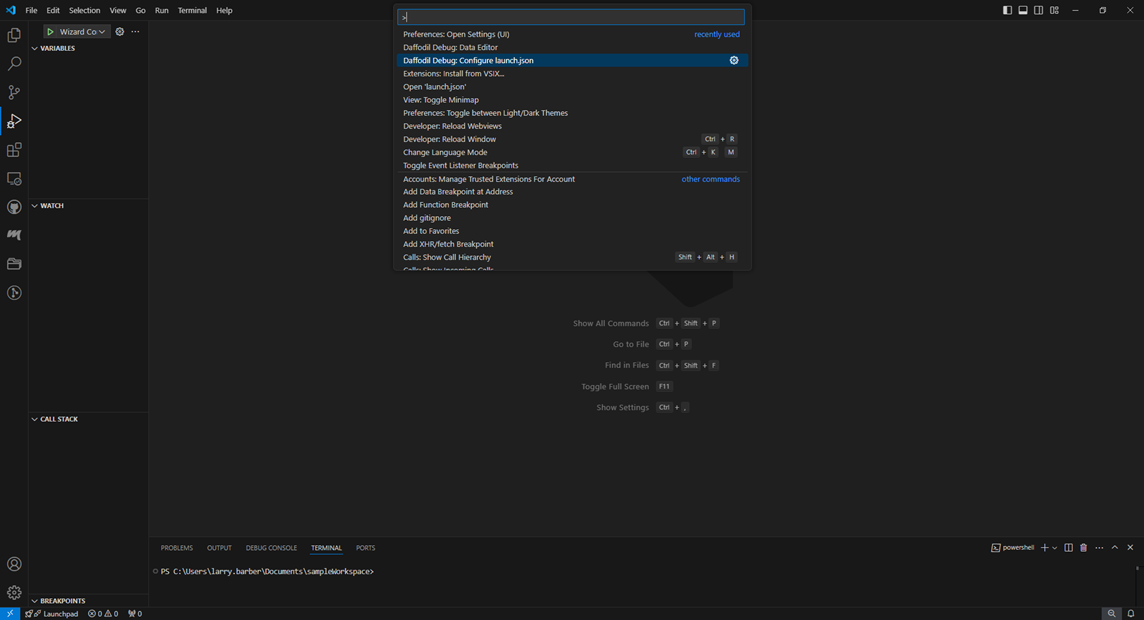 File Edit Selection View Go Run Terminal Help
>
Wizard Co
VARIABLES
WATCH
CALL STACK
BREAKPOINTS
Preferences: Open Settings (UI) recently used
Daffodil Debug: Data Editor
Daffodil Debug: Configure launch.json
Extensions: Install from VSIX...
Open 'launch.json'
View: Toggle Minimap
Preferences: Toggle between Light/Dark Themes
Developer: Reload Webviews
Developer: Reload Window Ctrl + R
Change Language Mode Ctrl + K M
Toggle Event Listener Breakpoints
Accounts: Manage Trusted Extensions For Account other commands
Add Data Breakpoint at Address
Add Function Breakpoint
Add gitignore
Add to Favorites
Add XHR/fetch Breakpoint
Calls: Show Call Hierarchy Shift + Alt + H
Calls: Show Incoming Calls
Show All Commands Ctrl + Shift + P
Go to File Ctrl + P
Find in Files Ctrl + Shift + F
Toggle Full Screen F11
Show Settings Ctrl + ,
PROBLEMS OUTPUT DEBUG CONSOLE TERMINAL PORTS
powershell
PS C:\Users\larry.barber\Documents\sampleWorkspace>
Launchpad 0 0 0